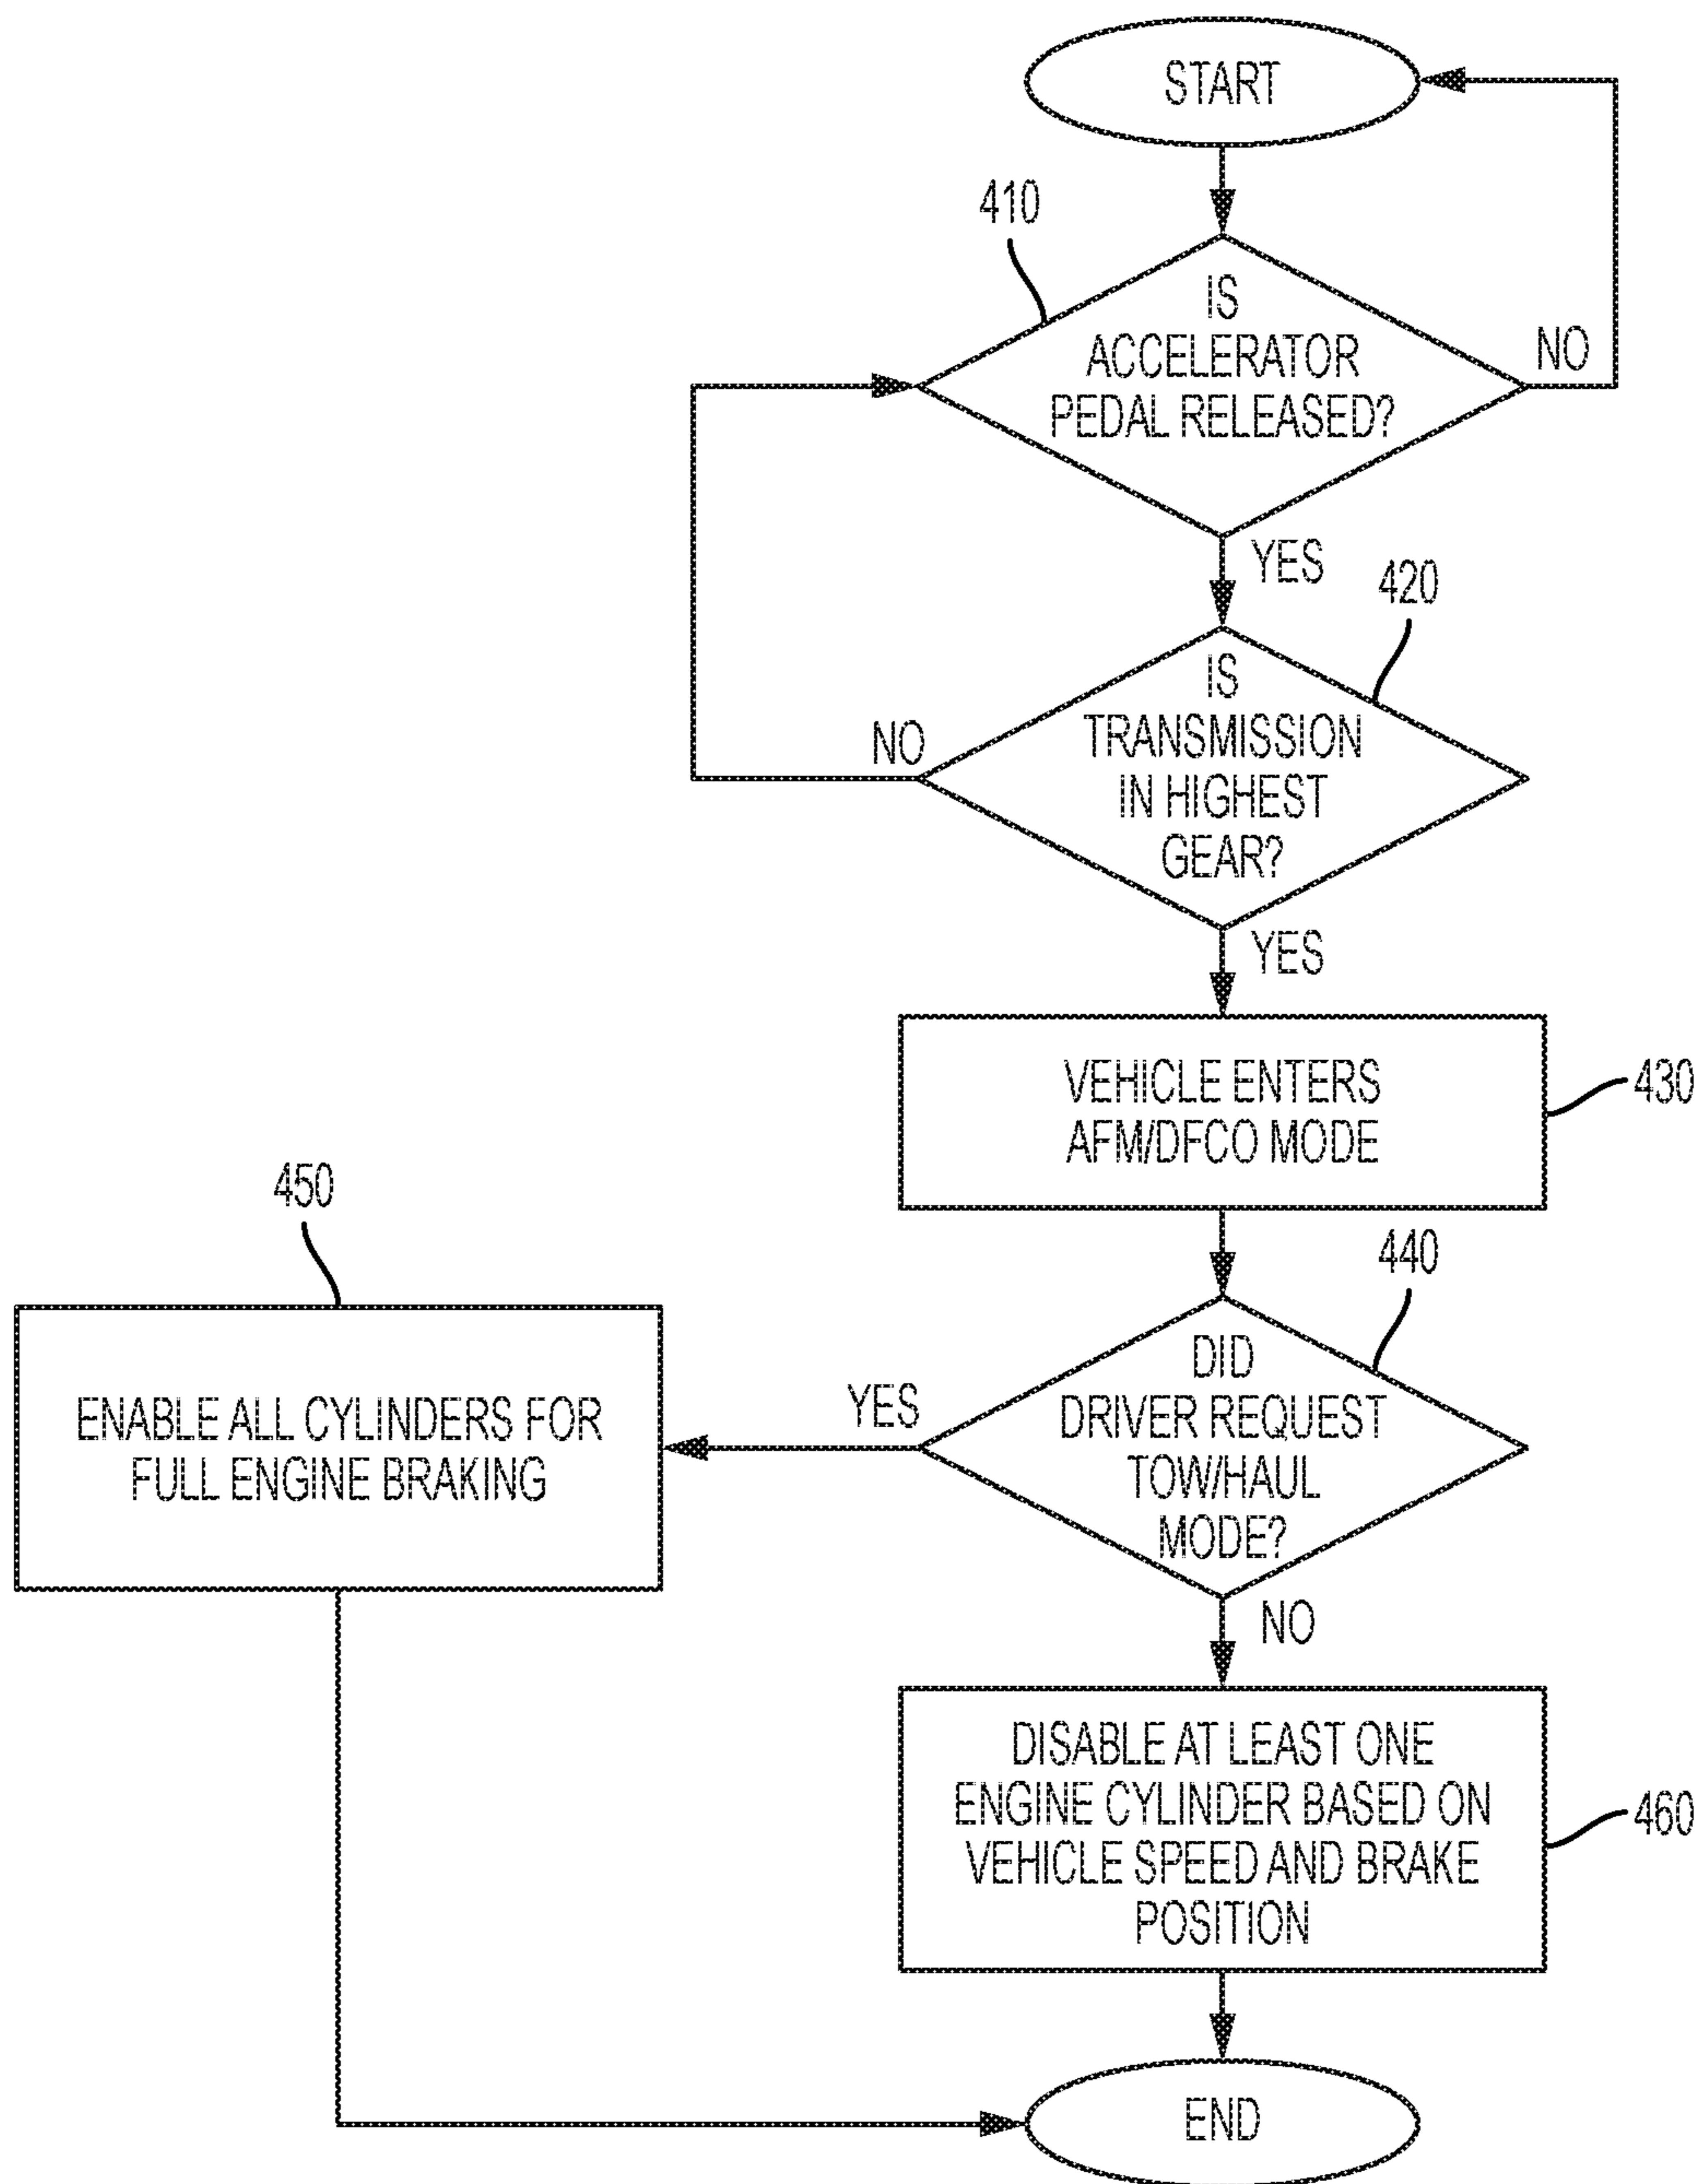 START
410
IS
ACCELERATOR
PEDAL RELEASED?
NO
YES
420
IS
TRANSMISSION
IN HIGHEST
GEAR?
NO
YES
VEHICLE ENTERS
AFM/DFCO MODE
430
440
DID
DRIVER REQUEST
TOW/HAUL
MODE?
YES
450
ENABLE ALL CYLINDERS FOR
FULL ENGINE BRAKING
NO
DISABLE AT LEAST ONE
ENGINE CYLINDER BASED ON
VEHICLE SPEED AND BRAKE
POSITION
460
END